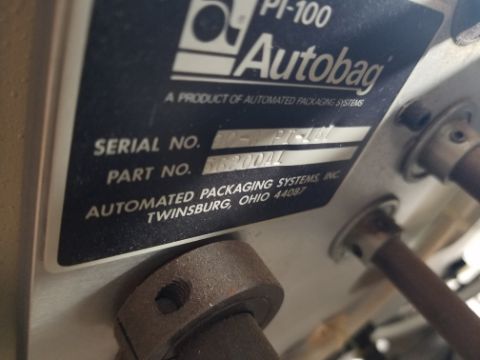 PI-100
Autobag
A PRODUCT OF AUTOMATED PACKAGING SYSTEMS
SERIAL NO.
PART NO.
AUTOMATED PACKAGING SYSTEMS, INC.
TWINSBURG, OHIO 44087